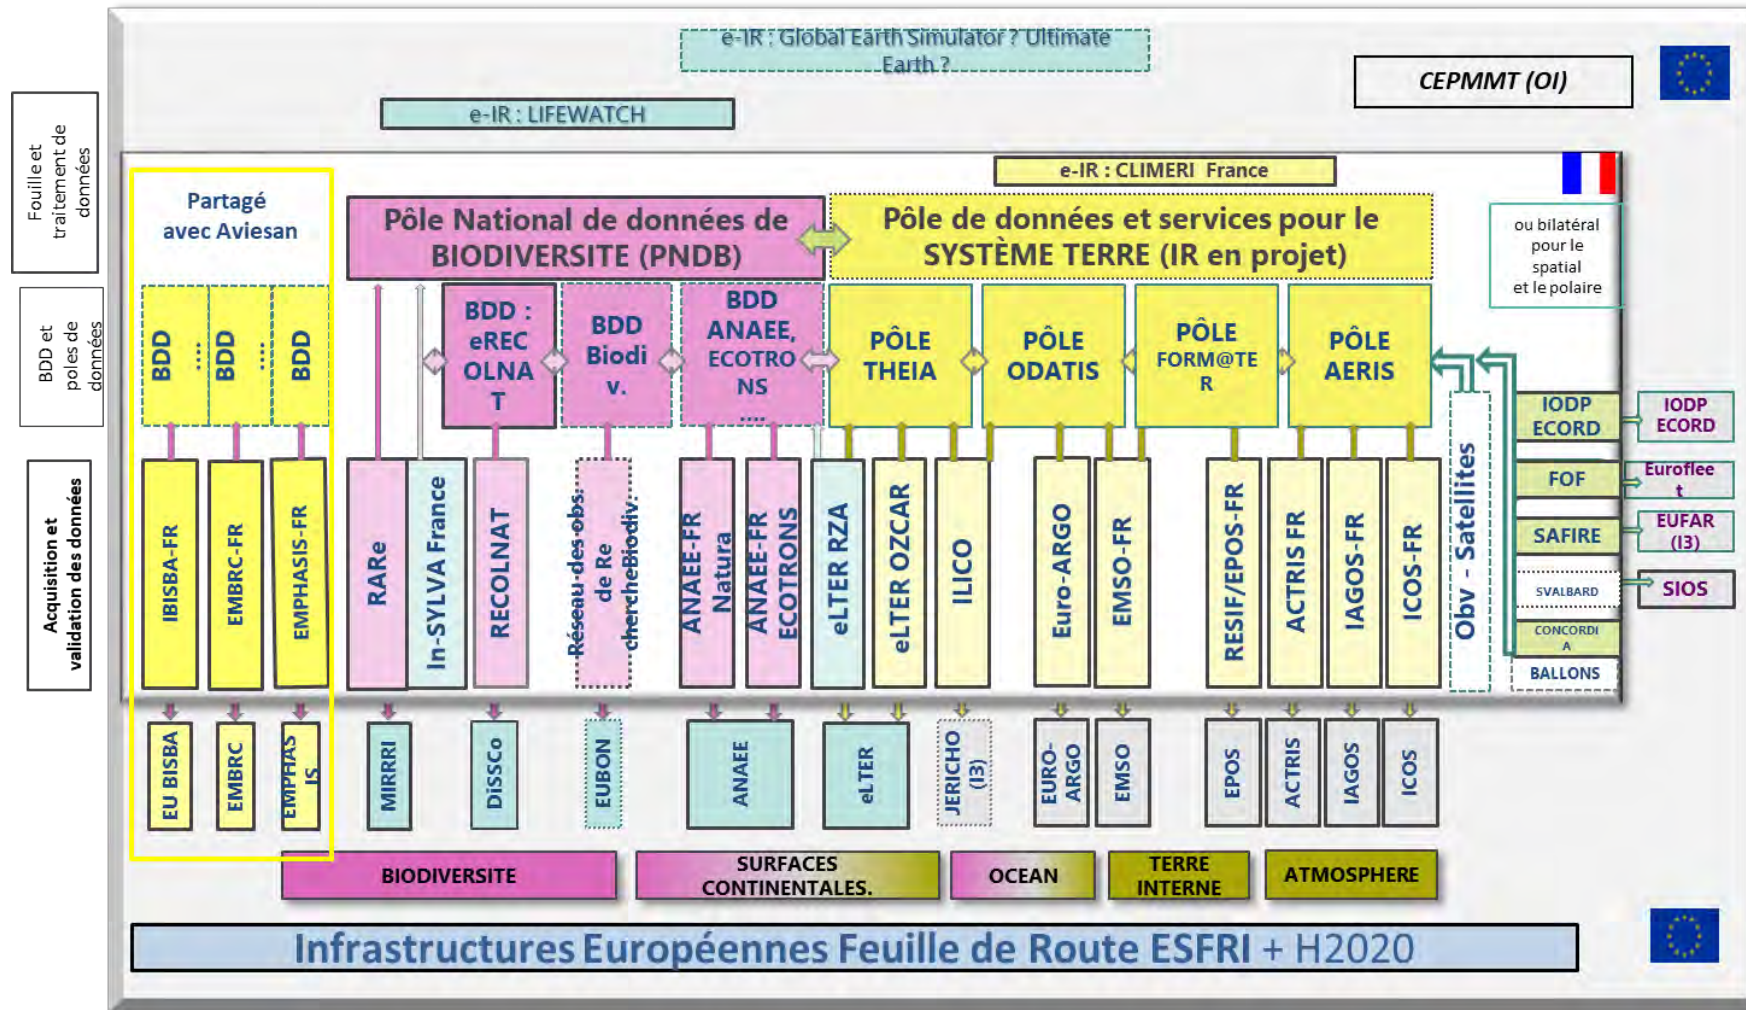 e-IR : Global Earth Simulator ? Ultimate
Earth ?
CEPMMT (OI)
e-IR : LIFEWATCH
Fouille et
traitement de
données
e-IR : CLIMERI France
Partagé
avec Aviesan
Pôle National de données de
BIODIVERSITE (PNDB)
Pôle de données et services pour le
SYSTÈME TERRE (IR en projet)
ou bilatéral
pour le
spatial
et le polaire
BDD et
poles de
données
BDD
....
BDD
....
BDD
BDD :
eREC
OLNA
T
BDD
Biodi
v.
BDD
ANAEE,
ECOTRO
NS
....
PÔLE
THEIA
PÔLE
ODATIS
PÔLE
FORM@TE
R
PÔLE
AERIS
Acquisition et
validation des données
IBISBA-FR
EMBRC-FR
EMPHASIS-FR
RARe
In-SYLVA France
RECOLNAT
Réseau des obs.
de Re
chercheBiodiv.
ANAEE-FR
Natura
ANAEE-FR
ECOTRONS
eLTER RZA
eLTER OZCAR
ILICO
Euro-ARGO
EMSO-FR
RESIF/EPOS-FR
ACTRIS FR
IAGOS-FR
ICOS-FR
Obv - Satellites
IODP
ECORD
IODP
ECORD
FOF
Euroflee
t
SAFIRE
EUFAR
(I3)
SVALBARD
SIOS
CONCORDI
A
BALLONS
EU BISBA
EMBRC
EMPHAS
IS
MIRRI
DiSSCo
EUBON
ANAEE
eLTER
JERICHO
(I3)
EURO-
ARGO
EMSO
EPOS
ACTRIS
IAGOS
ICOS
BIODIVERSITE
SURFACES
CONTINENTALES.
OCEAN
TERRE
INTERNE
ATMOSPHERE
Infrastructures Européennes Feuille de Route ESFRI + H2020